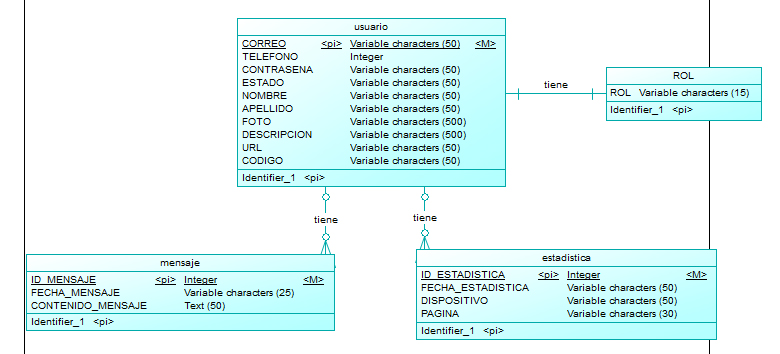 usuario
CORREO <pi> Variable characters (50) <M>
TELEFONO Integer
CONTRASENA Variable characters (50)
ESTADO Variable characters (50)
NOMBRE Variable characters (50)
APELLIDO Variable characters (50)
FOTO Variable characters (500)
DESCRIPCION Variable characters (500)
URL Variable characters (50)
CODIGO Variable characters (50)
Identifier_1 <pi>
tiene
ROL
ROL Variable characters (15)
Identifier_1 <pi>
tiene
tiene
mensaje
ID_MENSAJE <pi> Integer <M>
FECHA_MENSAJE Variable characters (25)
CONTENIDO_MENSAJE Text (50)
Identifier_1 <pi>
estadistica
ID_ESTADISTICA <pi> Integer <M>
FECHA_ESTADISTICA Variable characters (50)
DISPOSITIVO Variable characters (50)
PAGINA Variable characters (30)
Identifier_1 <pi>